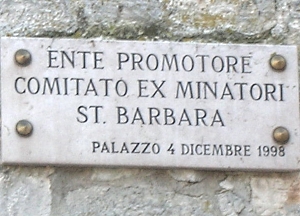 ENTE PROMOTORE
COMITATO EX MINATORI
ST. BARBARA
PALAZZO 4 DICEMBRE 1998